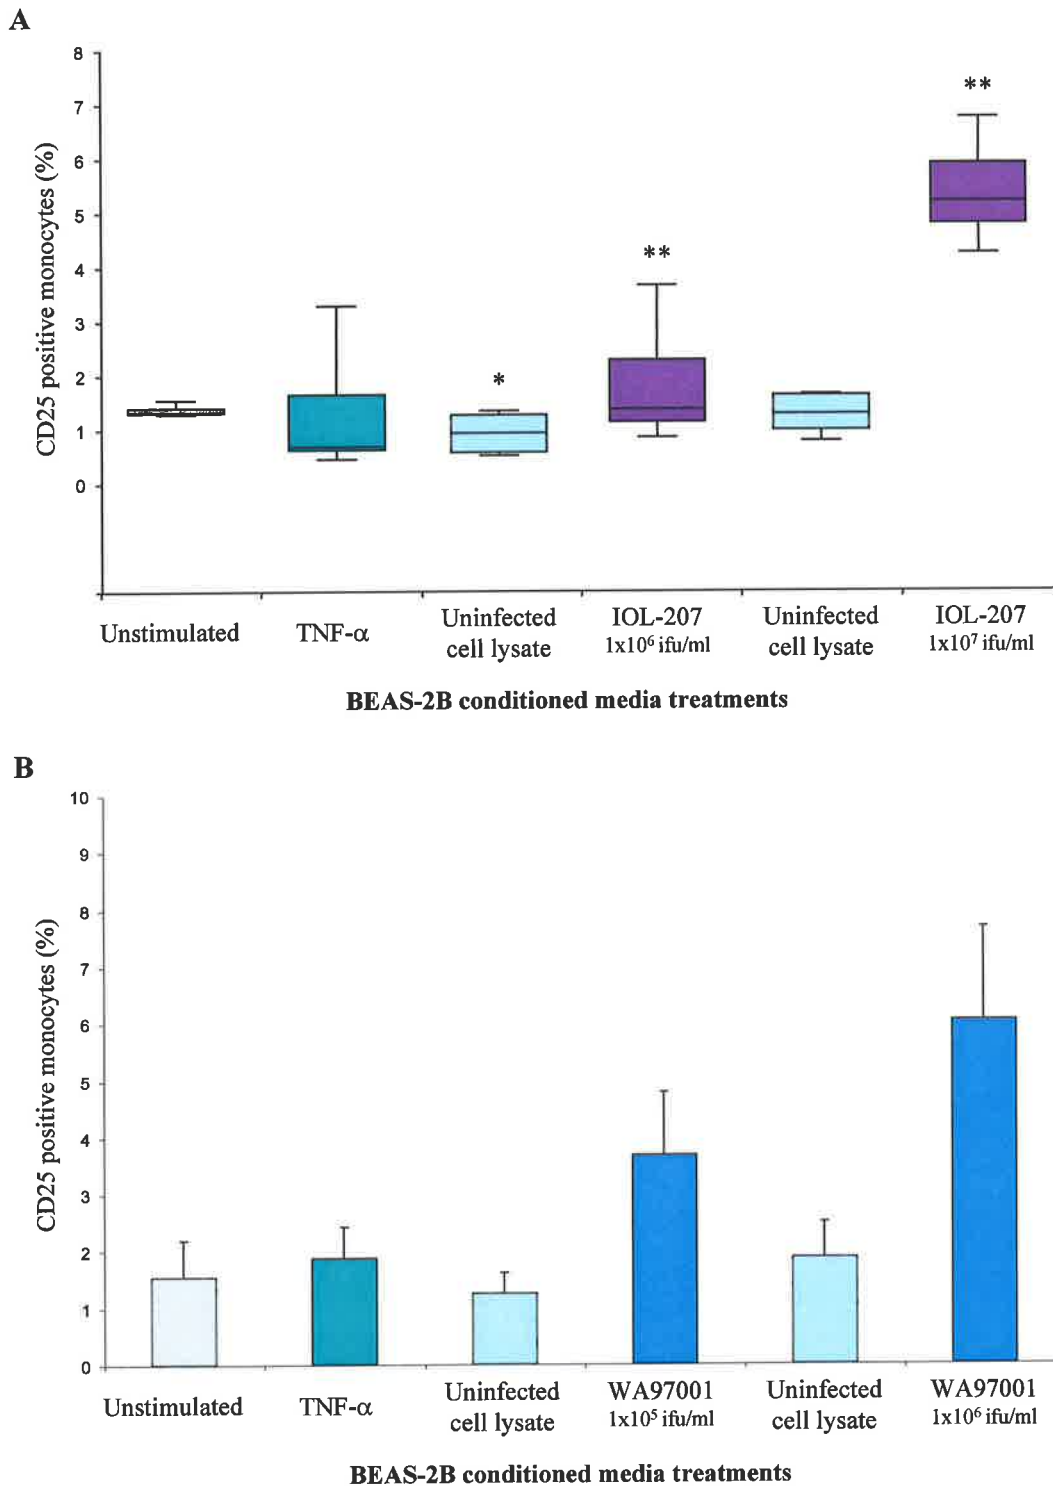 A
8
7
6
5
4
3
2
1
0
CD25 positive monocytes (%)
*
**
**
Unstimulated
TNF-α
Uninfected
cell lysate
IOL-207
1x10⁶ ifu/ml
Uninfected
cell lysate
IOL-207
1x10⁷ ifu/ml
BEAS-2B conditioned media treatments
B
10
9
8
7
6
5
4
3
2
1
0
CD25 positive monocytes (%)
Unstimulated
TNF-α
Uninfected
cell lysate
WA97001
1x10⁵ ifu/ml
Uninfected
cell lysate
WA97001
1x10⁶ ifu/ml
BEAS-2B conditioned media treatments